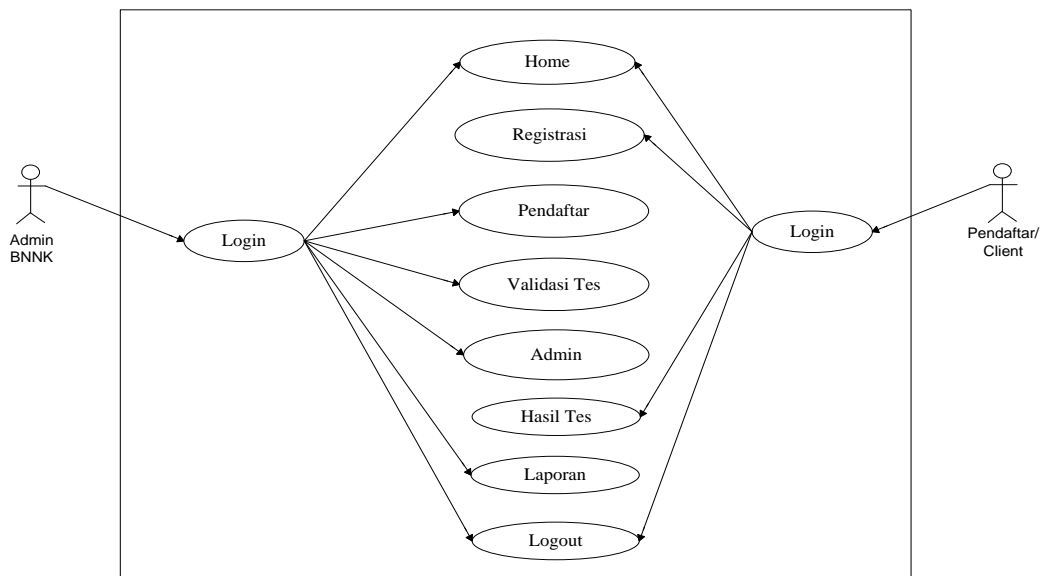 Home
Registrasi
Pendaftar
Login
Login
Admin
BNNK
Pendaftar/
Client
Validasi Tes
Admin
Hasil Tes
Laporan
Logout